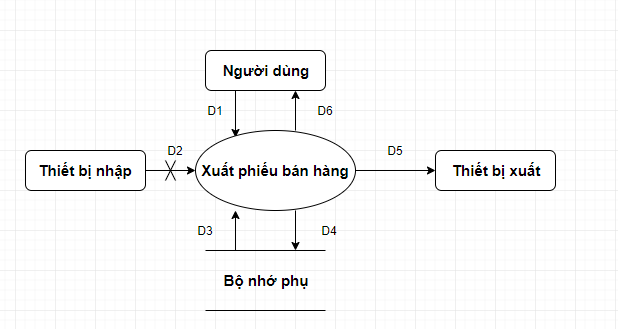 Người dùng
D1
D6
D2
D5
Thiết bị nhập
Xuất phiếu bán hàng
Thiết bị xuất
D3
D4
Bộ nhớ phụ